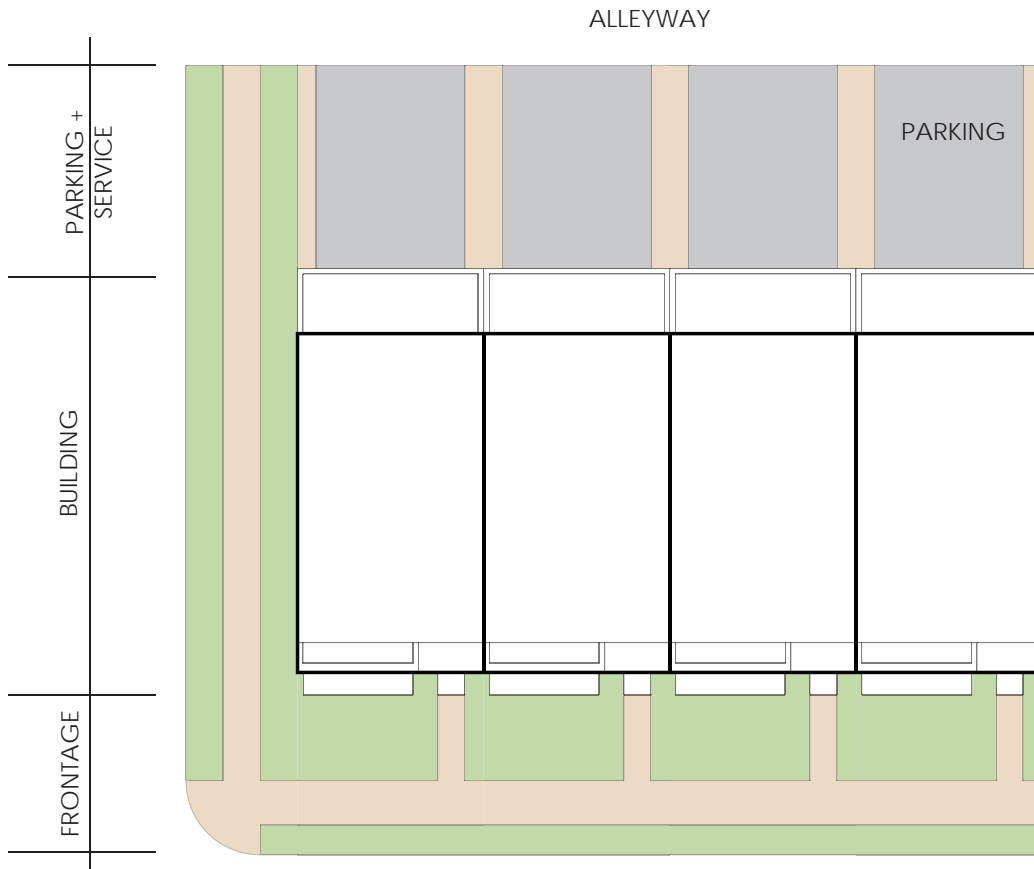 ALLEYWAY
PARKING +
SERVICE
PARKING
BUILDING
FRONTAGE